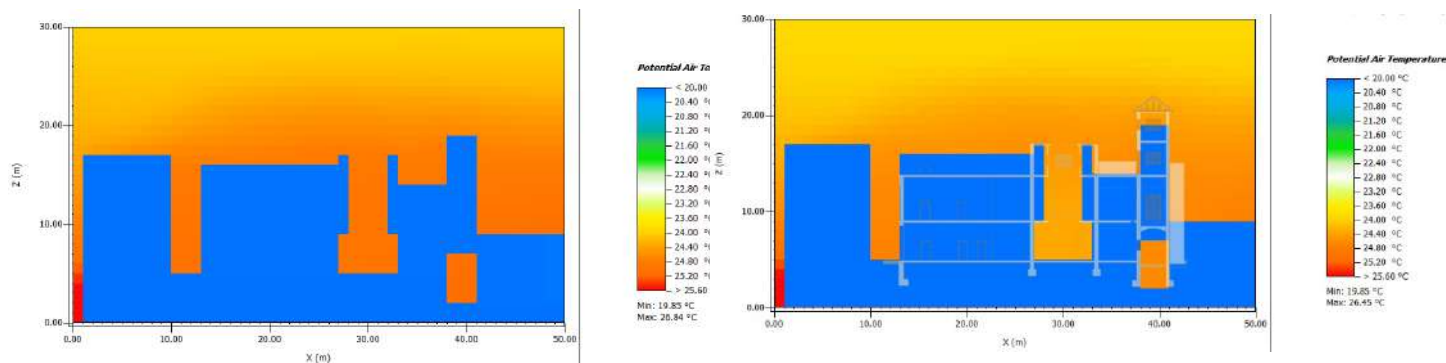 30.00
20.00
10.00
0.00
Z (m)
0.00
10.00
20.00
30.00
40.00
50.00
X (m)
Potential Air Te
< 20.00
20.40 °C
20.80 °C
21.20 °C
21.60 °C
22.00 °C
22.40 °C
22.80 °C
23.20 °C
23.60 °C
24.00 °C
24.40 °C
24.80 °C
25.20 °C
> 25.60
Min: 19.85 °C
Max: 26.84 °C
30.00
20.00
10.00
0.00
Z (m)
0.00
10.00
20.00
30.00
40.00
50.00
X (m)
Potential Air Temperature
< 20.00 °C
20.40 °C
20.80 °C
21.20 °C
21.60 °C
22.00 °C
22.40 °C
22.80 °C
23.20 °C
23.60 °C
24.00 °C
24.40 °C
24.80 °C
25.20 °C
> 25.60 °C
Min: 19.85 °C
Max: 26.45 °C